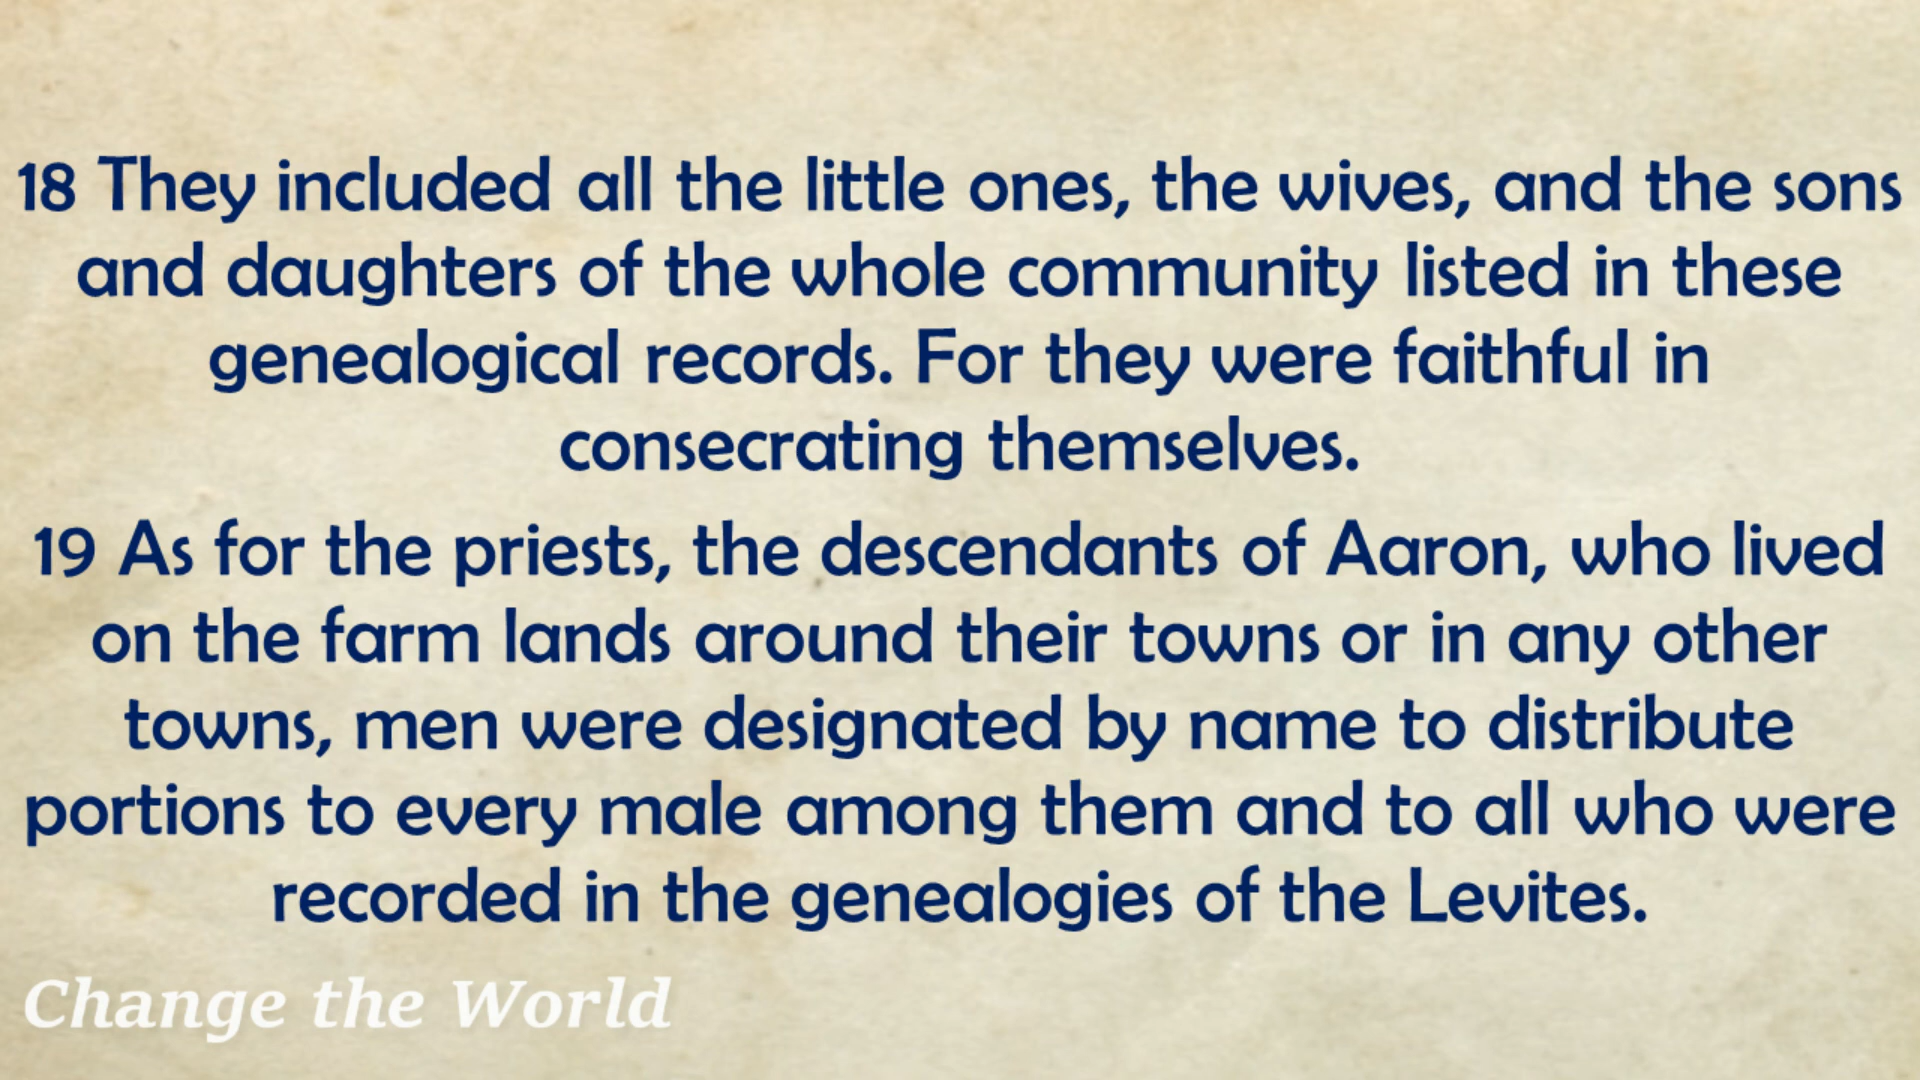 18 They included all the little ones, the wives, and the sons
and daughters of the whole community listed in these
genealogical records. For they were faithful in
consecrating themselves.
19 As for the priests, the descendants of Aaron, who lived
on the farm lands around their towns or in any other
towns, men were designated by name to distribute
portions to every male among them and to all who were
recorded in the genealogies of the Levites.
Change the World